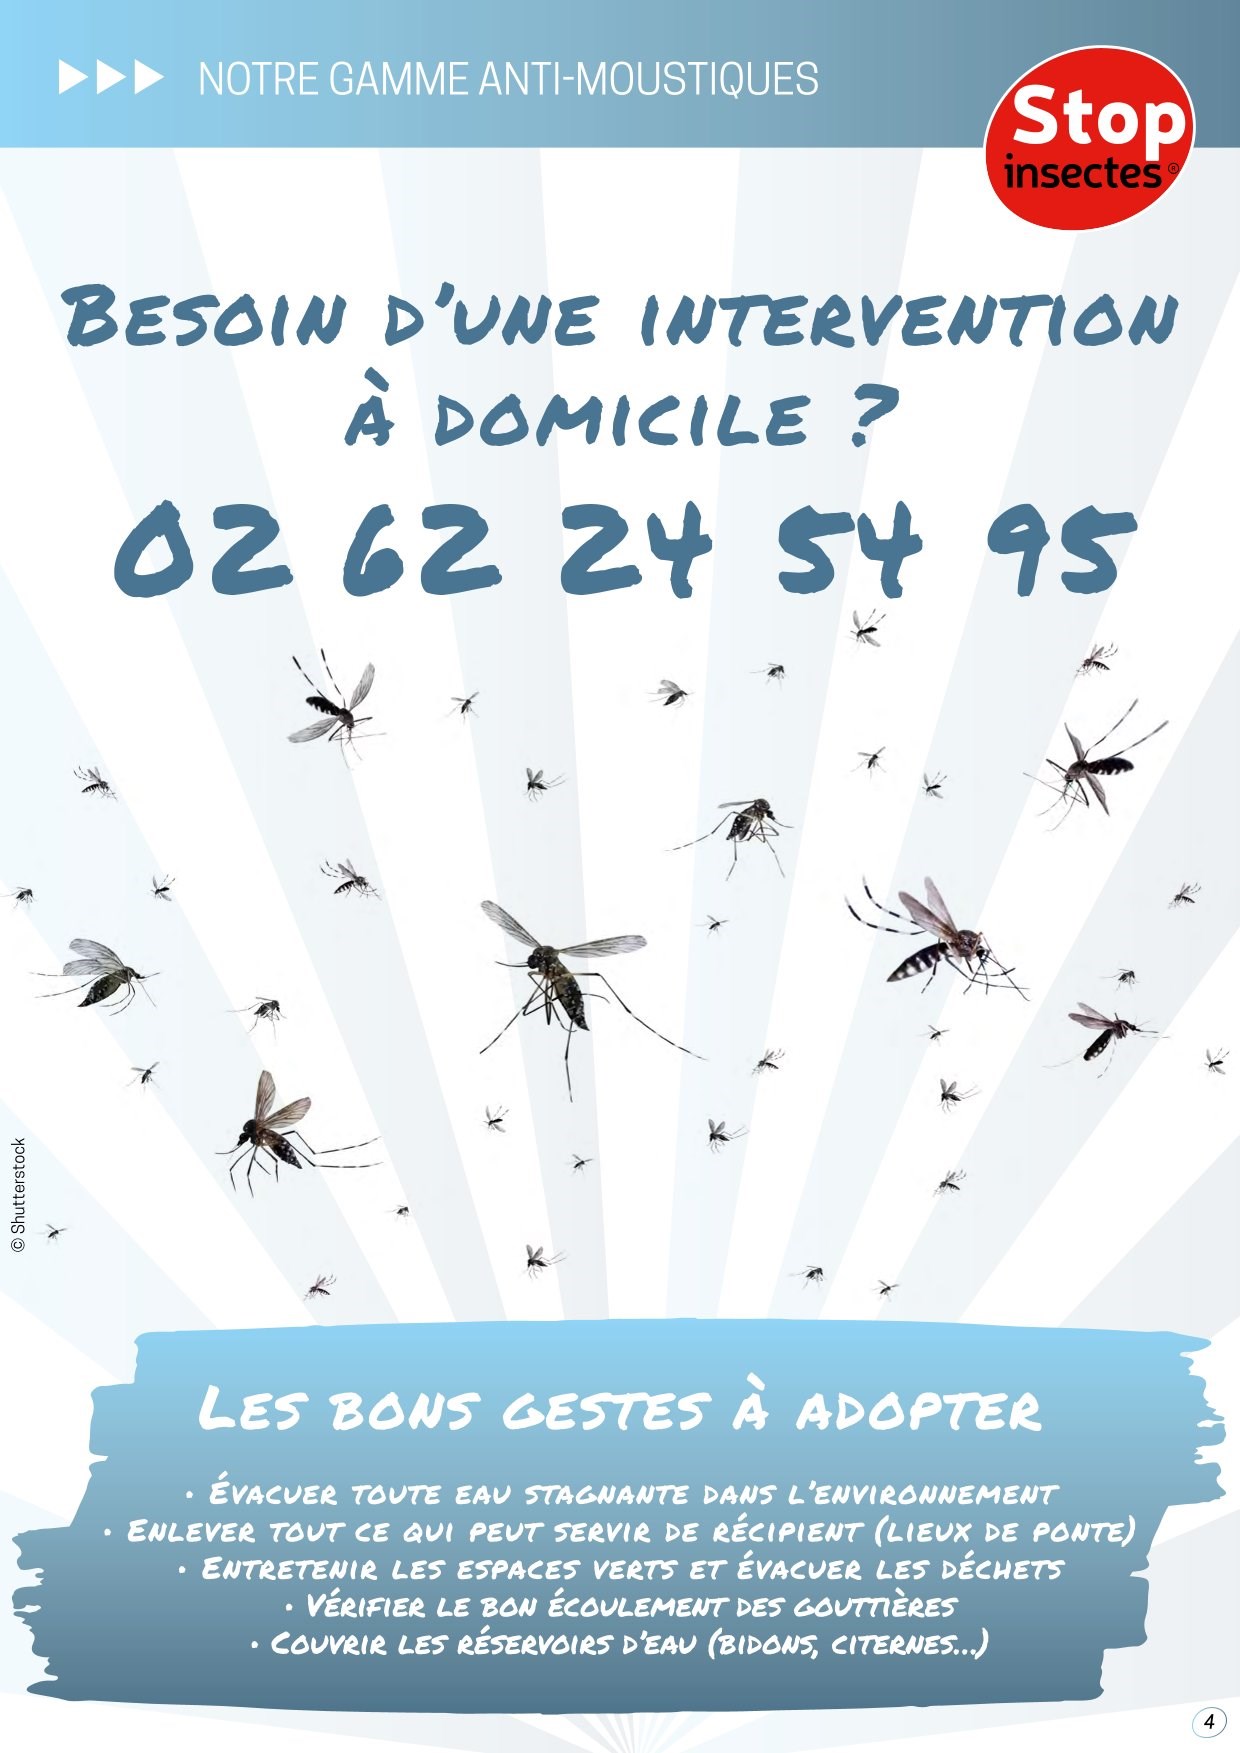 NOTRE GAMME ANTI-MOUSTIQUES
Stop
insectes®
BESOIN D'UNE INTERVENTION
À DOMICILE ?
02 62 24 54 95
© Shutterstock
LES BONS GESTES À ADOPTER
• ÉVACUER TOUTE EAU STAGNANTE DANS L'ENVIRONNEMENT
• ENLEVER TOUT CE QUI PEUT SERVIR DE RÉCIPIENT (LIEUX DE PONTE)
• ENTRETENIR LES ESPACES VERTS ET ÉVACUER LES DÉCHETS
• VÉRIFIER LE BON ÉCOULEMENT DES GOUTTIÈRES
• COUVRIR LES RÉSERVOIRS D'EAU (BIDONS, CITERNES...)
4